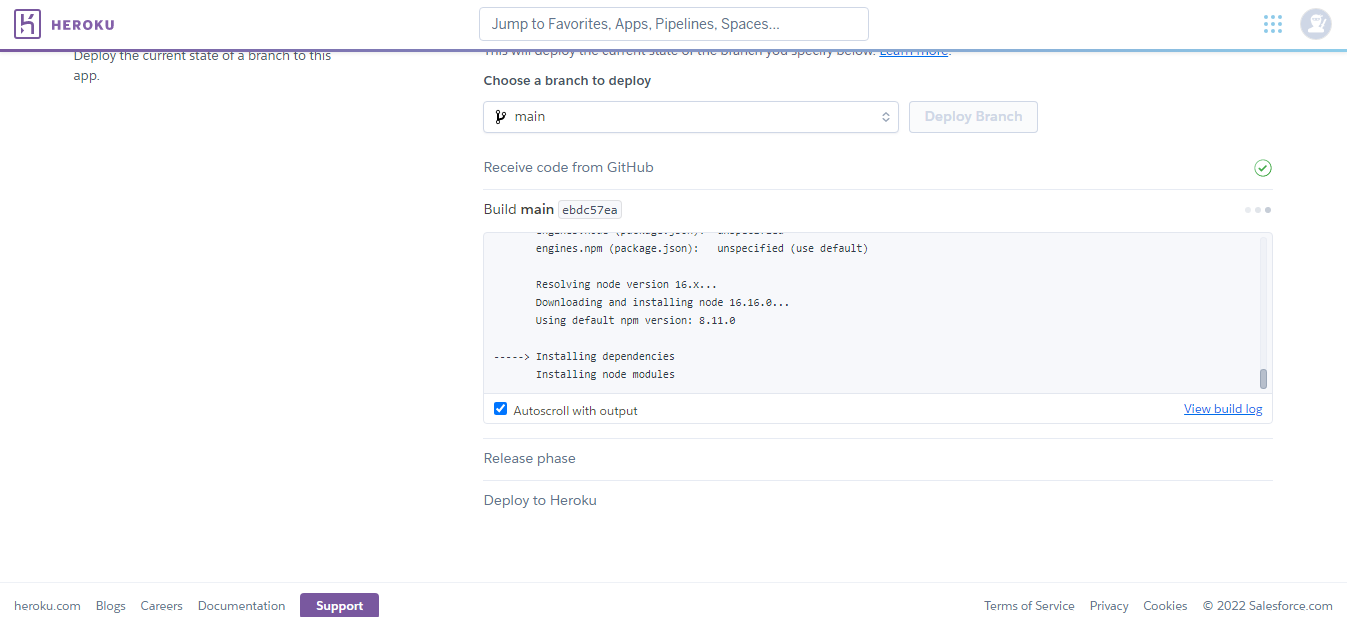 HEROKU
Jump to Favorites, Apps, Pipelines, Spaces...
Deploy the current state of a branch to this
app.
This will deploy the current state of the branch you specify below. Learn more.
Choose a branch to deploy
main
Deploy Branch
Receive code from GitHub
Build main ebdc57ea
engines.node (package.json): unspecified
engines.npm (package.json): unspecified (use default)
Resolving node version 16.x...
Downloading and installing node 16.16.0...
Using default npm version: 8.11.0
-----> Installing dependencies
Installing node modules
Autoscroll with output
View build log
Release phase
Deploy to Heroku
heroku.com Blogs Careers Documentation Support
Terms of Service Privacy Cookies © 2022 Salesforce.com